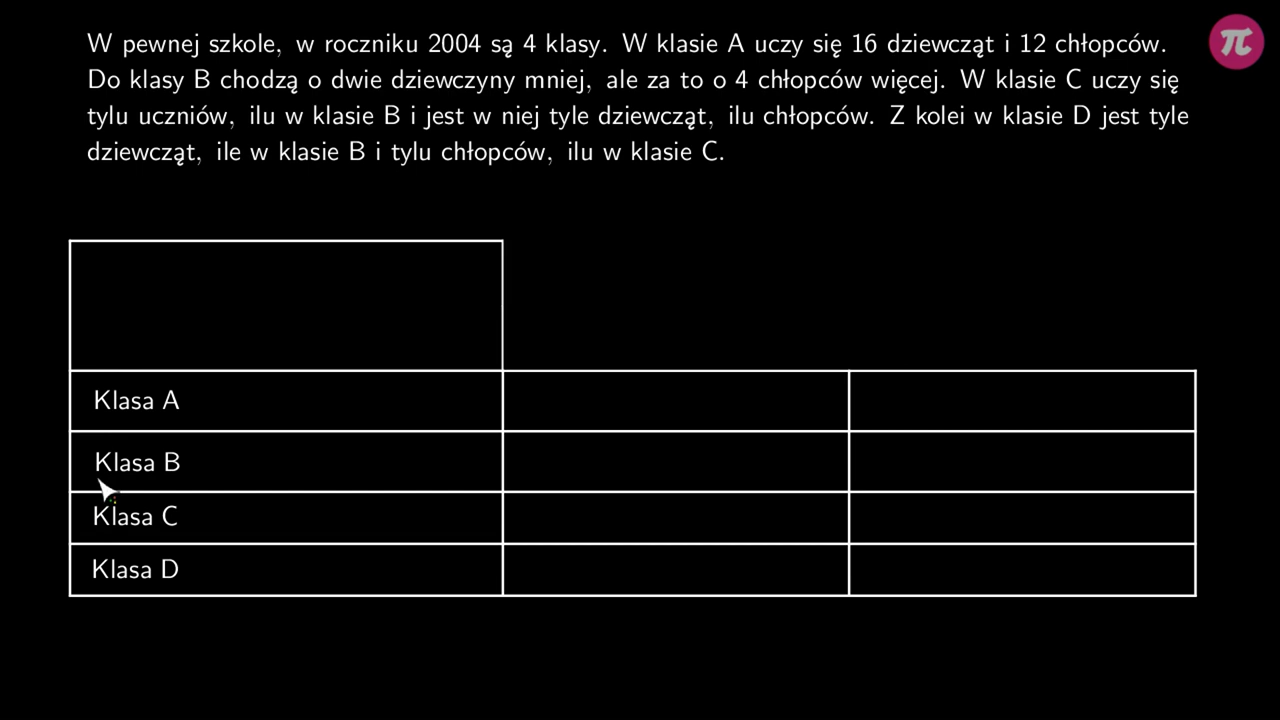 W pewnej szkole, w roczniku 2004 są 4 klasy. W klasie A uczy się 16 dziewcząt i 12 chłopców.
Do klasy B chodzą o dwie dziewczyny mniej, ale za to o 4 chłopców więcej. W klasie C uczy się
tylu uczniów, ilu w klasie B i jest w niej tyle dziewcząt, ilu chłopców. Z kolei w klasie D jest tyle
dziewcząt, ile w klasie B i tylu chłopców, ilu w klasie C.
π
Klasa A
Klasa B
Klasa C
Klasa D